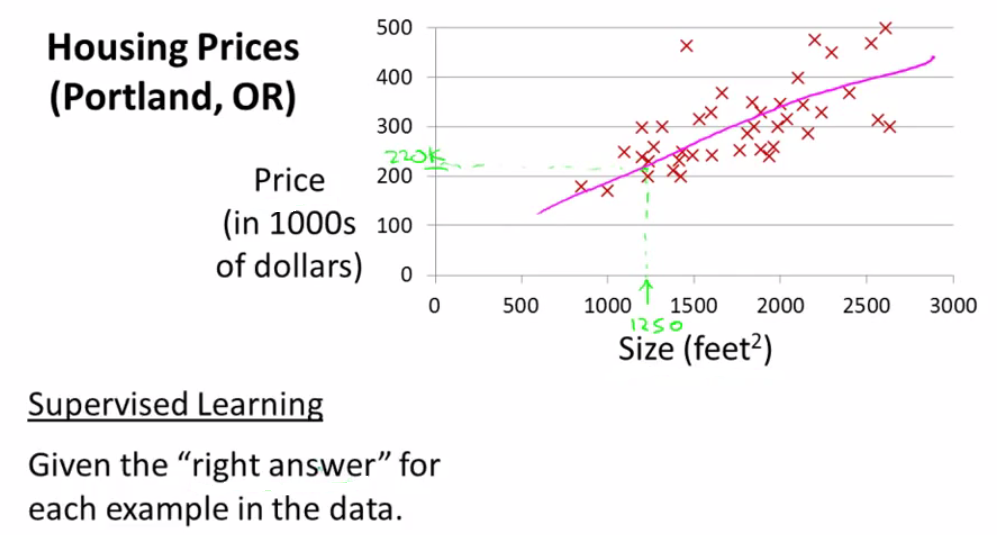 Housing Prices
(Portland, OR)
Price
(in 1000s
of dollars)
500
400
300
220K
200
100
0
0 500 1000 1500 2000 2500 3000
1250
Size (feet²)
Supervised Learning
Given the “right answer” for
each example in the data.